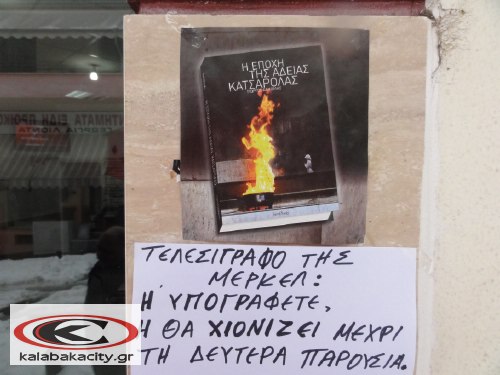 Η ΕΠΟΧΗ
ΤΗΣ ΑΔΕΙΑΣ
ΚΑΤΣΑΡΟΛΑΣ
ΤΕΛΕΣΙΓΡΑΦΟ ΤΗΣ
ΜΕΡΚΕΛ:
Ή ΥΠΟΓΡΑΦΕΤΕ,
Ή ΘΑ ΧΙΟΝΙΖΕΙ ΜΕΧΡΙ
ΤΗ ΔΕΥΤΕΡΑ ΠΑΡΟΥΣΙΑ.
kalabakacity.gr